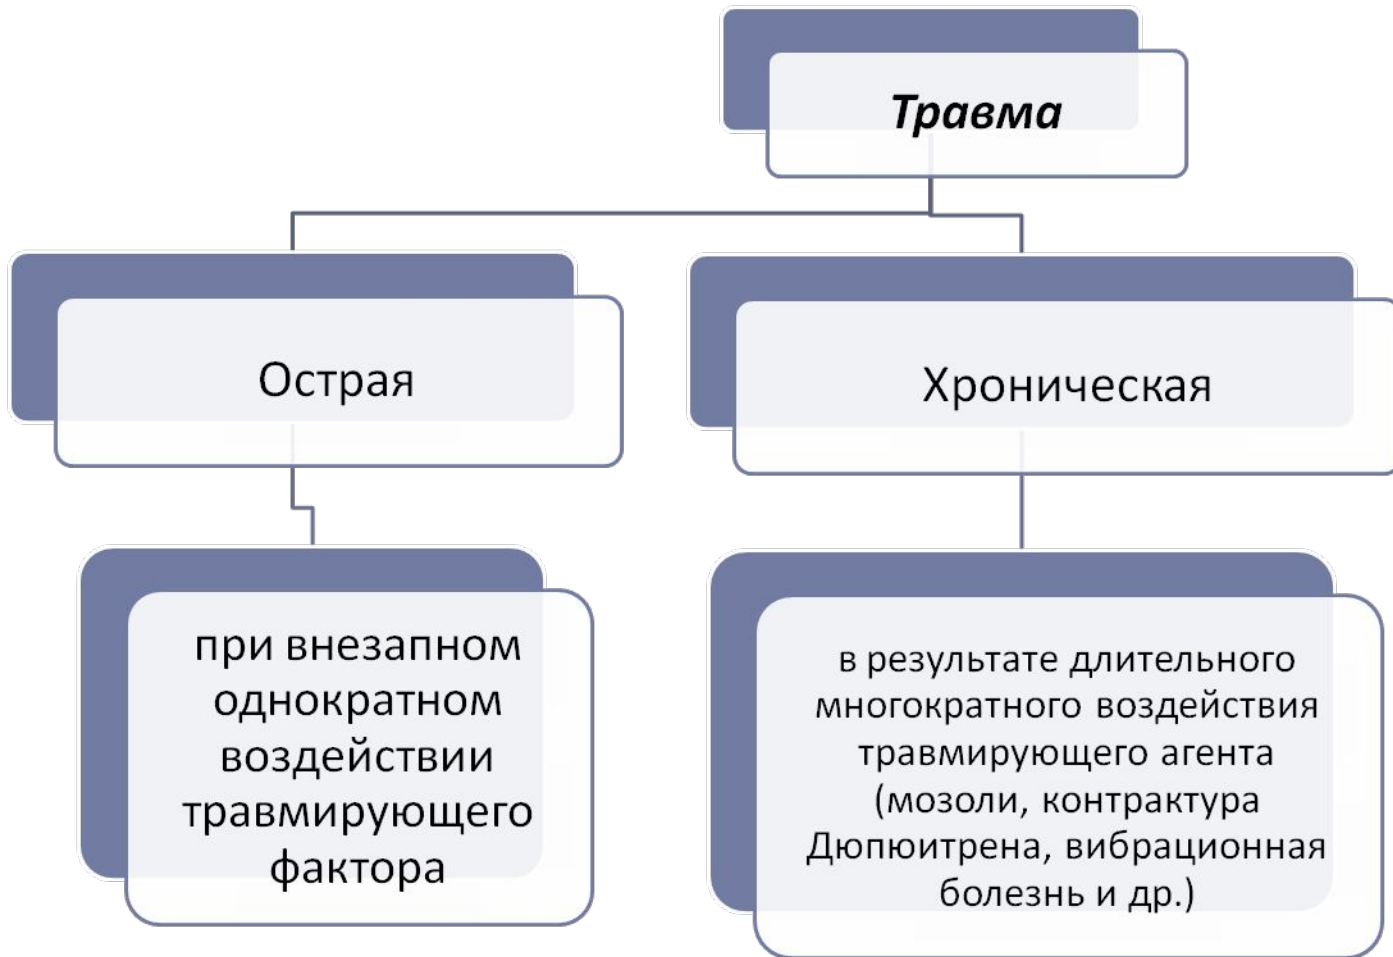 Травма
Острая
Хроническая
при внезапном
однократном
воздействии
травмирующего
фактора
в результате длительного
многократного воздействия
травмирующего агента
(мозоли, контрактура
Дюпюитрена, вибрационная
болезнь и др.)